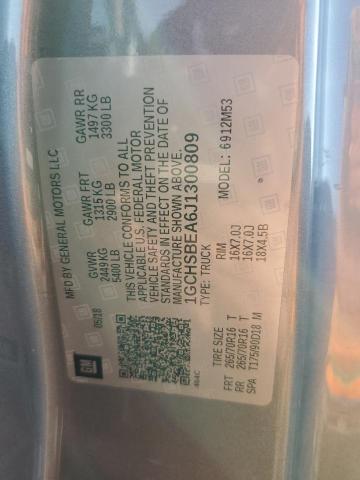 MFD BY GENERAL MOTORS LLC
05/18
GVWR GAWR FRT GAWR RR
2449 KG 1315 KG 1497 KG
5400 LB 2900 LB 3300 LB
THIS VEHICLE CONFORMS TO ALL
APPLICABLE U.S. FEDERAL MOTOR
VEHICLE SAFETY AND THEFT PREVENTION
STANDARDS IN EFFECT ON THE DATE OF
MANUFACTURE SHOWN ABOVE.
1GCHSBEA6J1300809
TYPE: TRUCK MODEL: 6912M53
TIRE SIZE RIM
FRT 265/70R16 T 16X7.0J
RR 265/70R16 T 16X7.0J
SPA T175/90D18 M 18X4.5B
GM